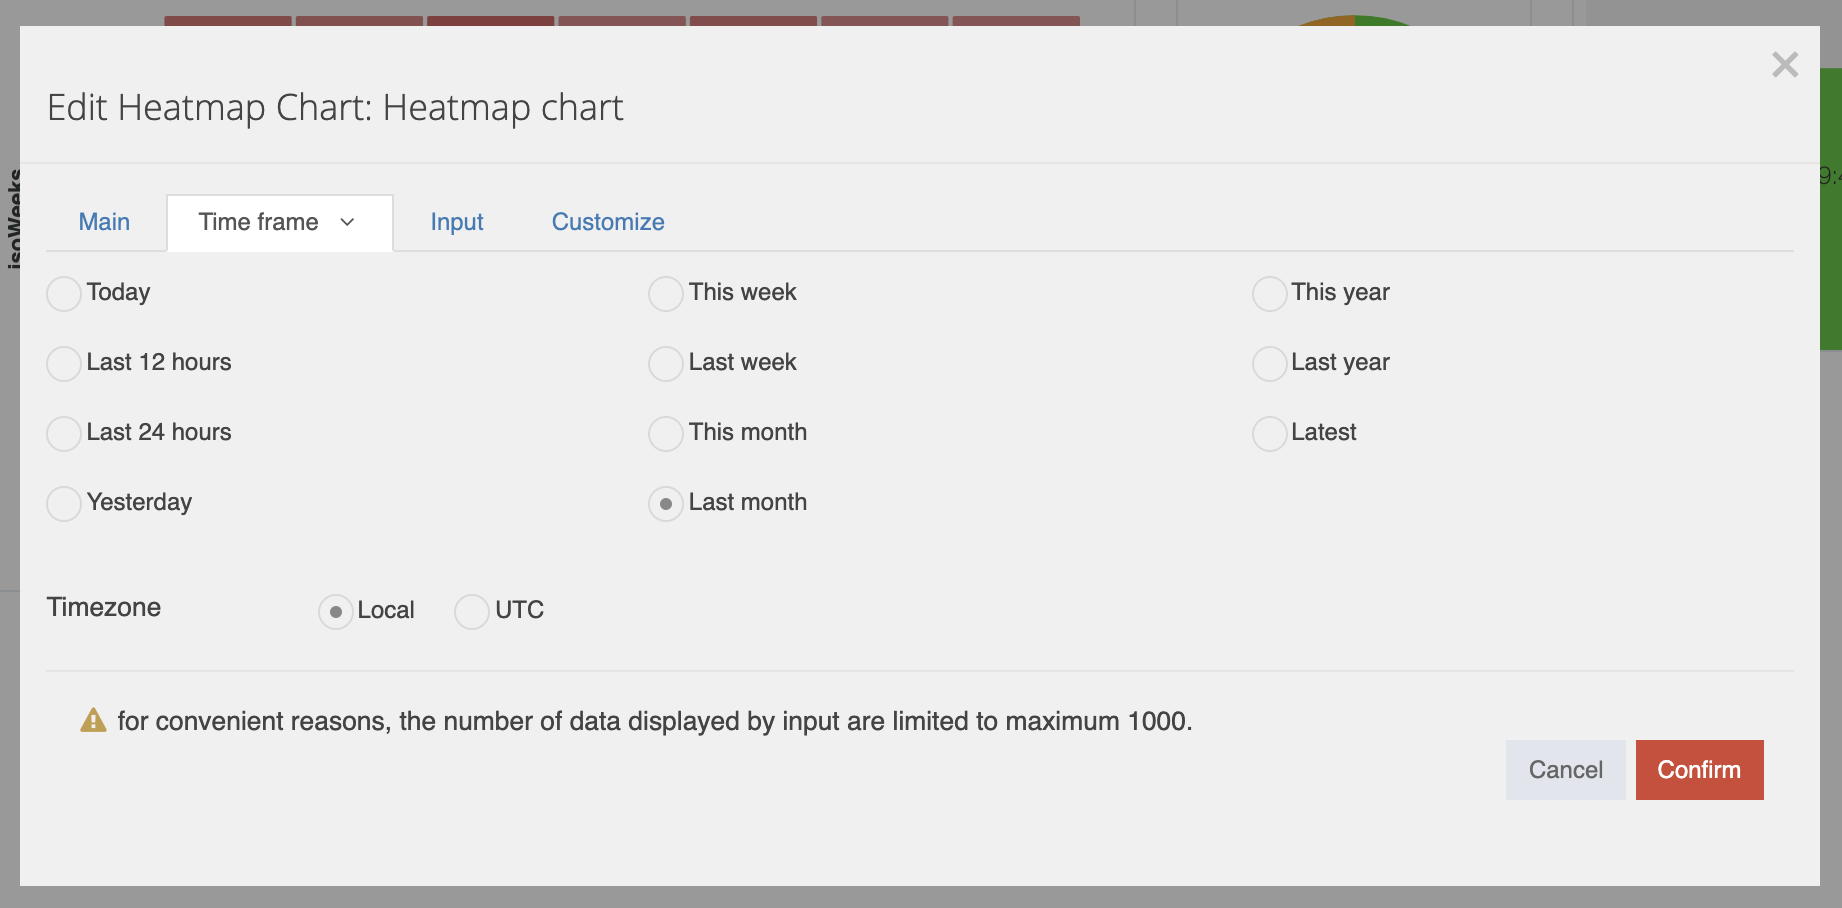 Edit Heatmap Chart: Heatmap chart
isoWeeks
Main Time frame Input Customize
Today This week This year
Last 12 hours Last week Last year
Last 24 hours This month Latest
Yesterday Last month
Timezone Local UTC
for convenient reasons, the number of data displayed by input are limited to maximum 1000.
Cancel Confirm